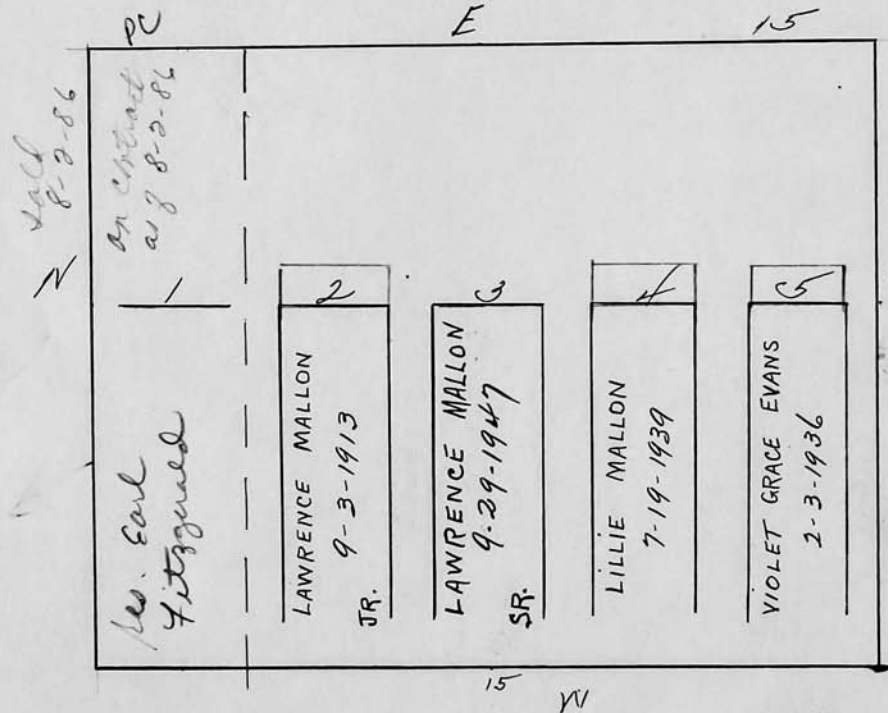 PC
E
15
N
Sold
8-2-86
on contract
as of 8-2-86
1
Res. Earl
Fitzgerald
2
LAWRENCE MALLON
9-3-1913
JR.
3
LAWRENCE MALLON
9-29-1947
SR.
4
LILLIE MALLON
7-19-1939
5
VIOLET GRACE EVANS
2-3-1936
15
W